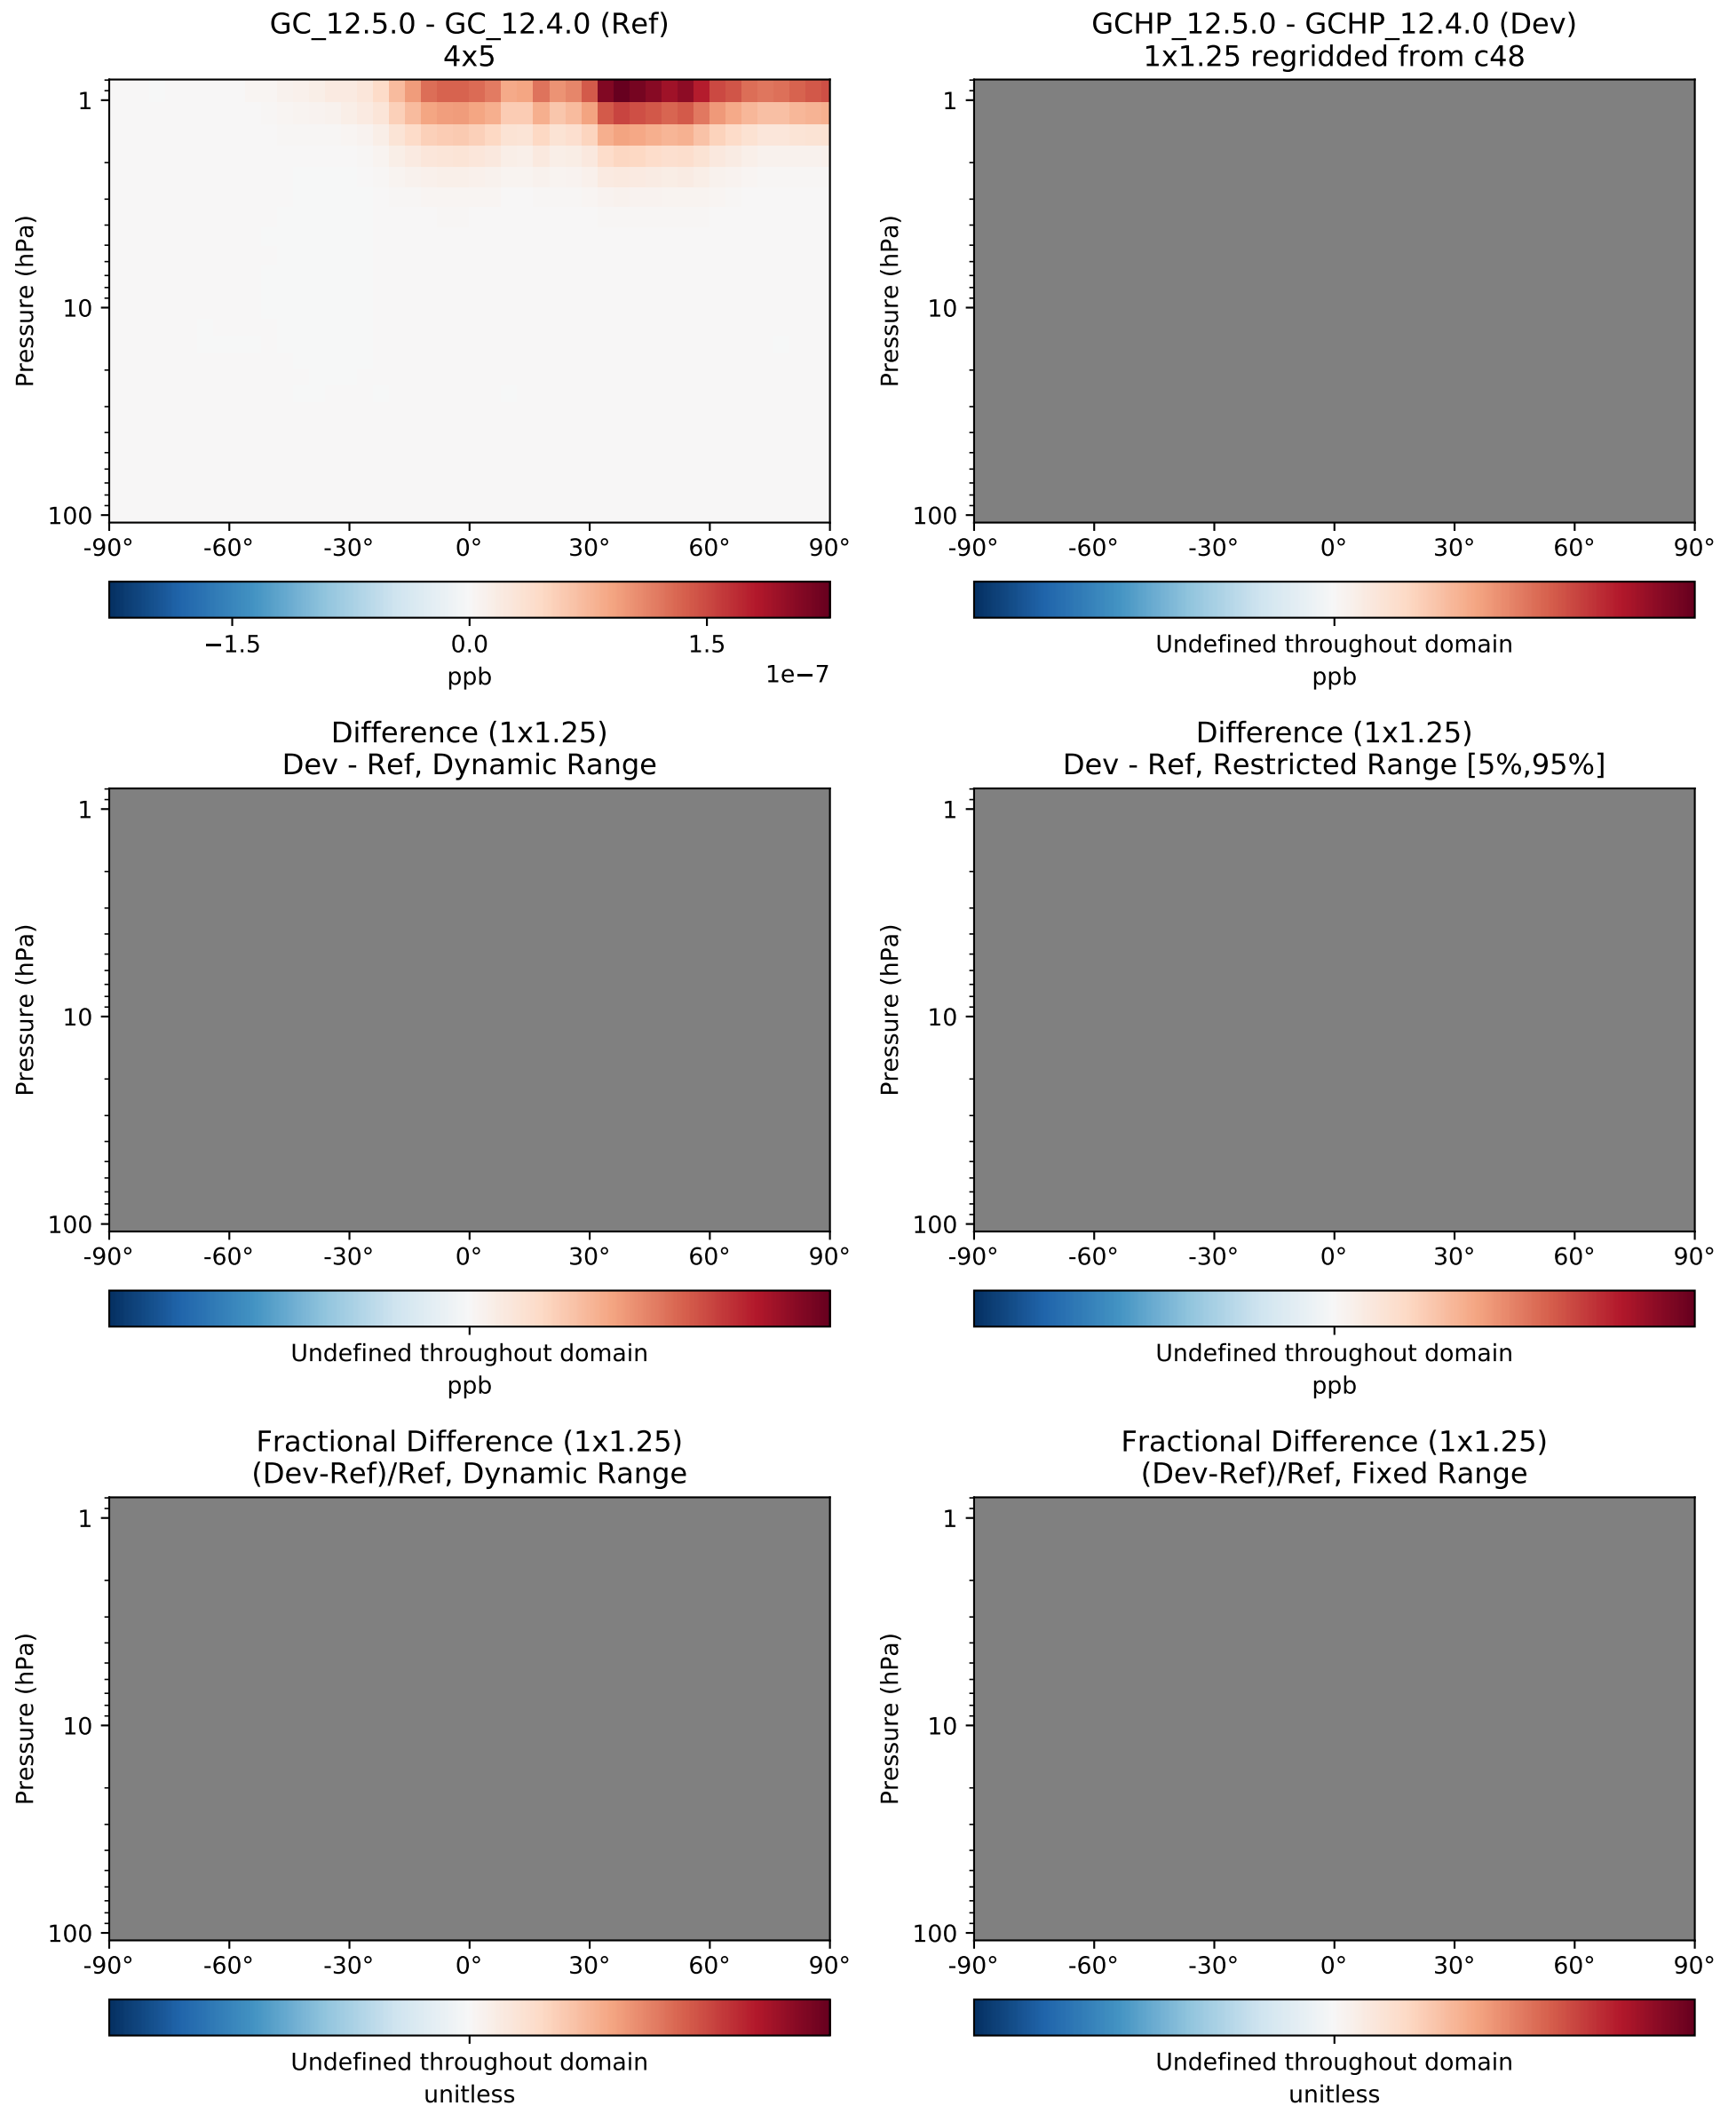 GC_12.5.0 - GC_12.4.0 (Ref)
4x5
Pressure (hPa)
1
10
100
-90° -60° -30° 0° 30° 60° 90°
−1.5 0.0 1.5
ppb
1e−7
GCHP_12.5.0 - GCHP_12.4.0 (Dev)
1x1.25 regridded from c48
Pressure (hPa)
1
10
100
-90° -60° -30° 0° 30° 60° 90°
Undefined throughout domain
ppb
Difference (1x1.25)
Dev - Ref, Dynamic Range
Pressure (hPa)
1
10
100
-90° -60° -30° 0° 30° 60° 90°
Undefined throughout domain
ppb
Difference (1x1.25)
Dev - Ref, Restricted Range [5%,95%]
Pressure (hPa)
1
10
100
-90° -60° -30° 0° 30° 60° 90°
Undefined throughout domain
ppb
Fractional Difference (1x1.25)
(Dev-Ref)/Ref, Dynamic Range
Pressure (hPa)
1
10
100
-90° -60° -30° 0° 30° 60° 90°
Undefined throughout domain
unitless
Fractional Difference (1x1.25)
(Dev-Ref)/Ref, Fixed Range
Pressure (hPa)
1
10
100
-90° -60° -30° 0° 30° 60° 90°
Undefined throughout domain
unitless